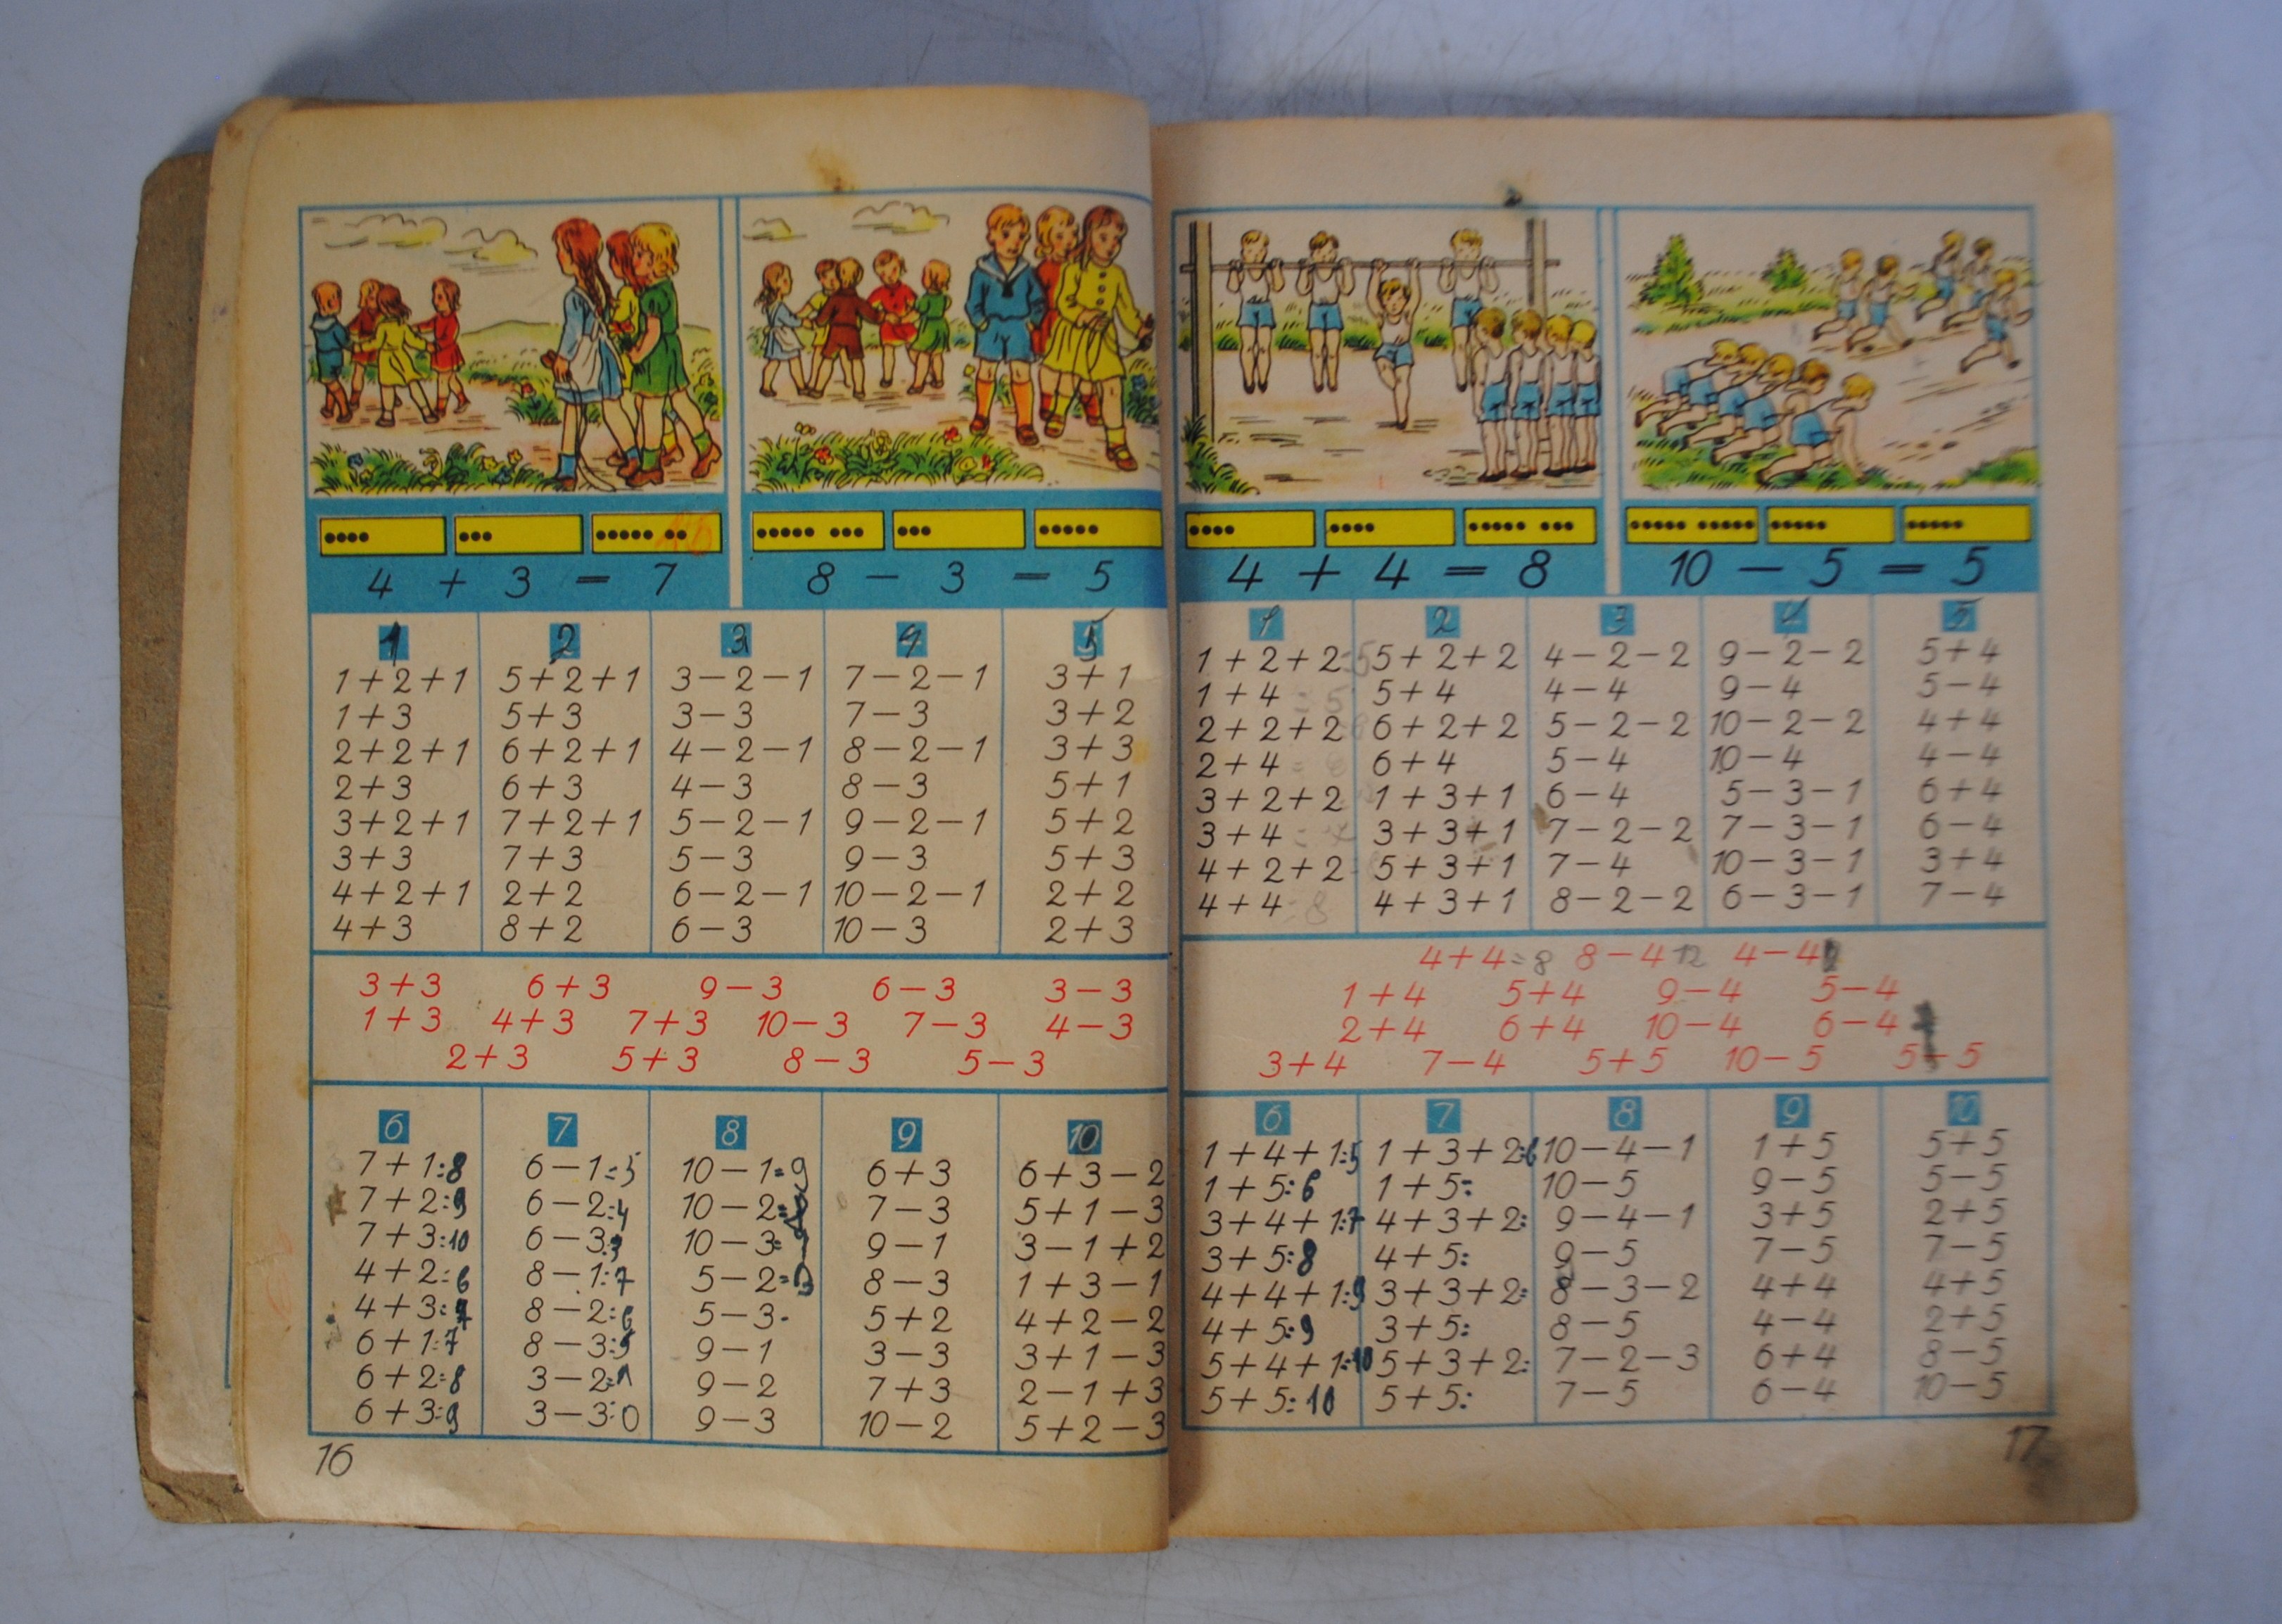 4 + 3 = 7
8 - 3 = 5
1 2 3 4 5
1+2+1 5+2+1 3-2-1 7-2-1 3+1
1+3 5+3 3-3 7-3 3+2
2+2+1 6+2+1 4-2-1 8-2-1 3+3
2+3 6+3 4-3 8-3 5+1
3+2+1 7+2+1 5-2-1 9-2-1 5+2
3+3 7+3 5-3 9-3 5+3
4+2+1 2+2 6-2-1 10-2-1 2+2
4+3 8+2 6-3 10-3 2+3
3+3 6+3 9-3 6-3 3-3
1+3 4+3 7+3 10-3 7-3 4-3
2+3 5+3 8-3 5-3
6 7 8 9 10
7+1=8 6-1=5 10-1=9 6+3 6+3-2
7+2=9 6-2=4 10-2= 7-3 5+1-3
7+3=10 6-3=3 10-3= 9-1 3-1+2
4+2=6 8-1=7 5-2=3 8-3 1+3-1
4+3=7 8-2=6 5-3 5+2 4+2-2
6+1=7 8-3=5 9-1 3-3 3+1-3
6+2=8 3-2=1 9-2 7+3 2-1+3
6+3=9 3-3=0 9-3 10-2 5+2-3
16
4 + 4 = 8
10 - 5 = 5
1 2 3 4 5
1+2+2=5 5+2+2 4-2-2 9-2-2 5+4
1+4=5 5+4 4-4 9-4 5-4
2+2+2 6+2+2 5-2-2 10-2-2 4+4
2+4= 6+4 5-4 10-4 4-4
3+2+2 1+3+1 6-4 5-3-1 6+4
3+4=7 3+3+1 7-2-2 7-3-1 6-4
4+2+2 5+3+1 7-4 10-3-1 3+4
4+4=8 4+3+1 8-2-2 6-3-1 7-4
4+4=8 8-4 12 4-4
1+4 5+4 9-4 5-4
2+4 6+4 10-4 6-4
3+4 7-4 5+5 10-5 5-5
6 7 8 9 10
1+4+1=5 1+3+2=6 10-4-1 1+5 5+5
1+5=6 1+5= 10-5 9-5 5-5
3+4+1=7 4+3+2= 9-4-1 3+5 2+5
3+5=8 4+5= 9-5 7-5 7-5
4+4+1=9 3+3+2= 8-3-2 4+4 4+5
4+5=9 3+5= 8-5 4-4 2+5
5+4+1=10 5+3+2= 7-2-3 6+4 8-5
5+5=10 5+5= 7-5 6-4 10-5
17